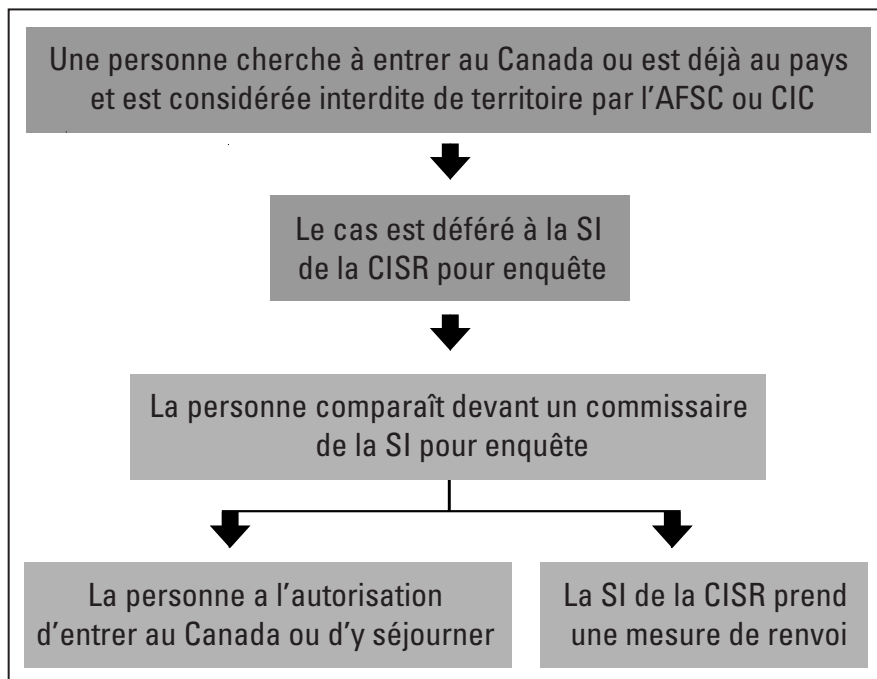 Une personne cherche à entrer au Canada ou est déjà au pays
et est considérée interdite de territoire par l'AFSC ou CIC
Le cas est déféré à la SI
de la CISR pour enquête
La personne comparaît devant un commissaire
de la SI pour enquête
La personne a l'autorisation
d'entrer au Canada ou d'y séjourner
La SI de la CISR prend
une mesure de renvoi